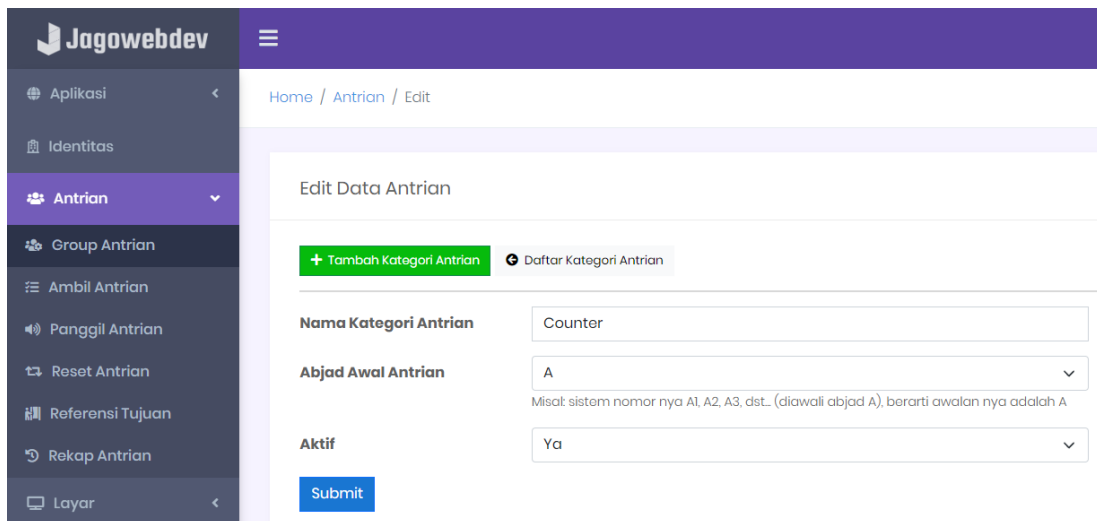 Jagowebdev
Aplikasi
Identitas
Antrian
Group Antrian
Ambil Antrian
Panggil Antrian
Reset Antrian
Referensi Tujuan
Rekap Antrian
Layar
Home / Antrian / Edit
Edit Data Antrian
+ Tambah Kategori Antrian Daftar Kategori Antrian
Nama Kategori Antrian Counter
Abjad Awal Antrian A
Misal: sistem nomor nya A1, A2, A3, dst... (diawali abjad A), berarti awalan nya adalah A
Aktif Ya
Submit